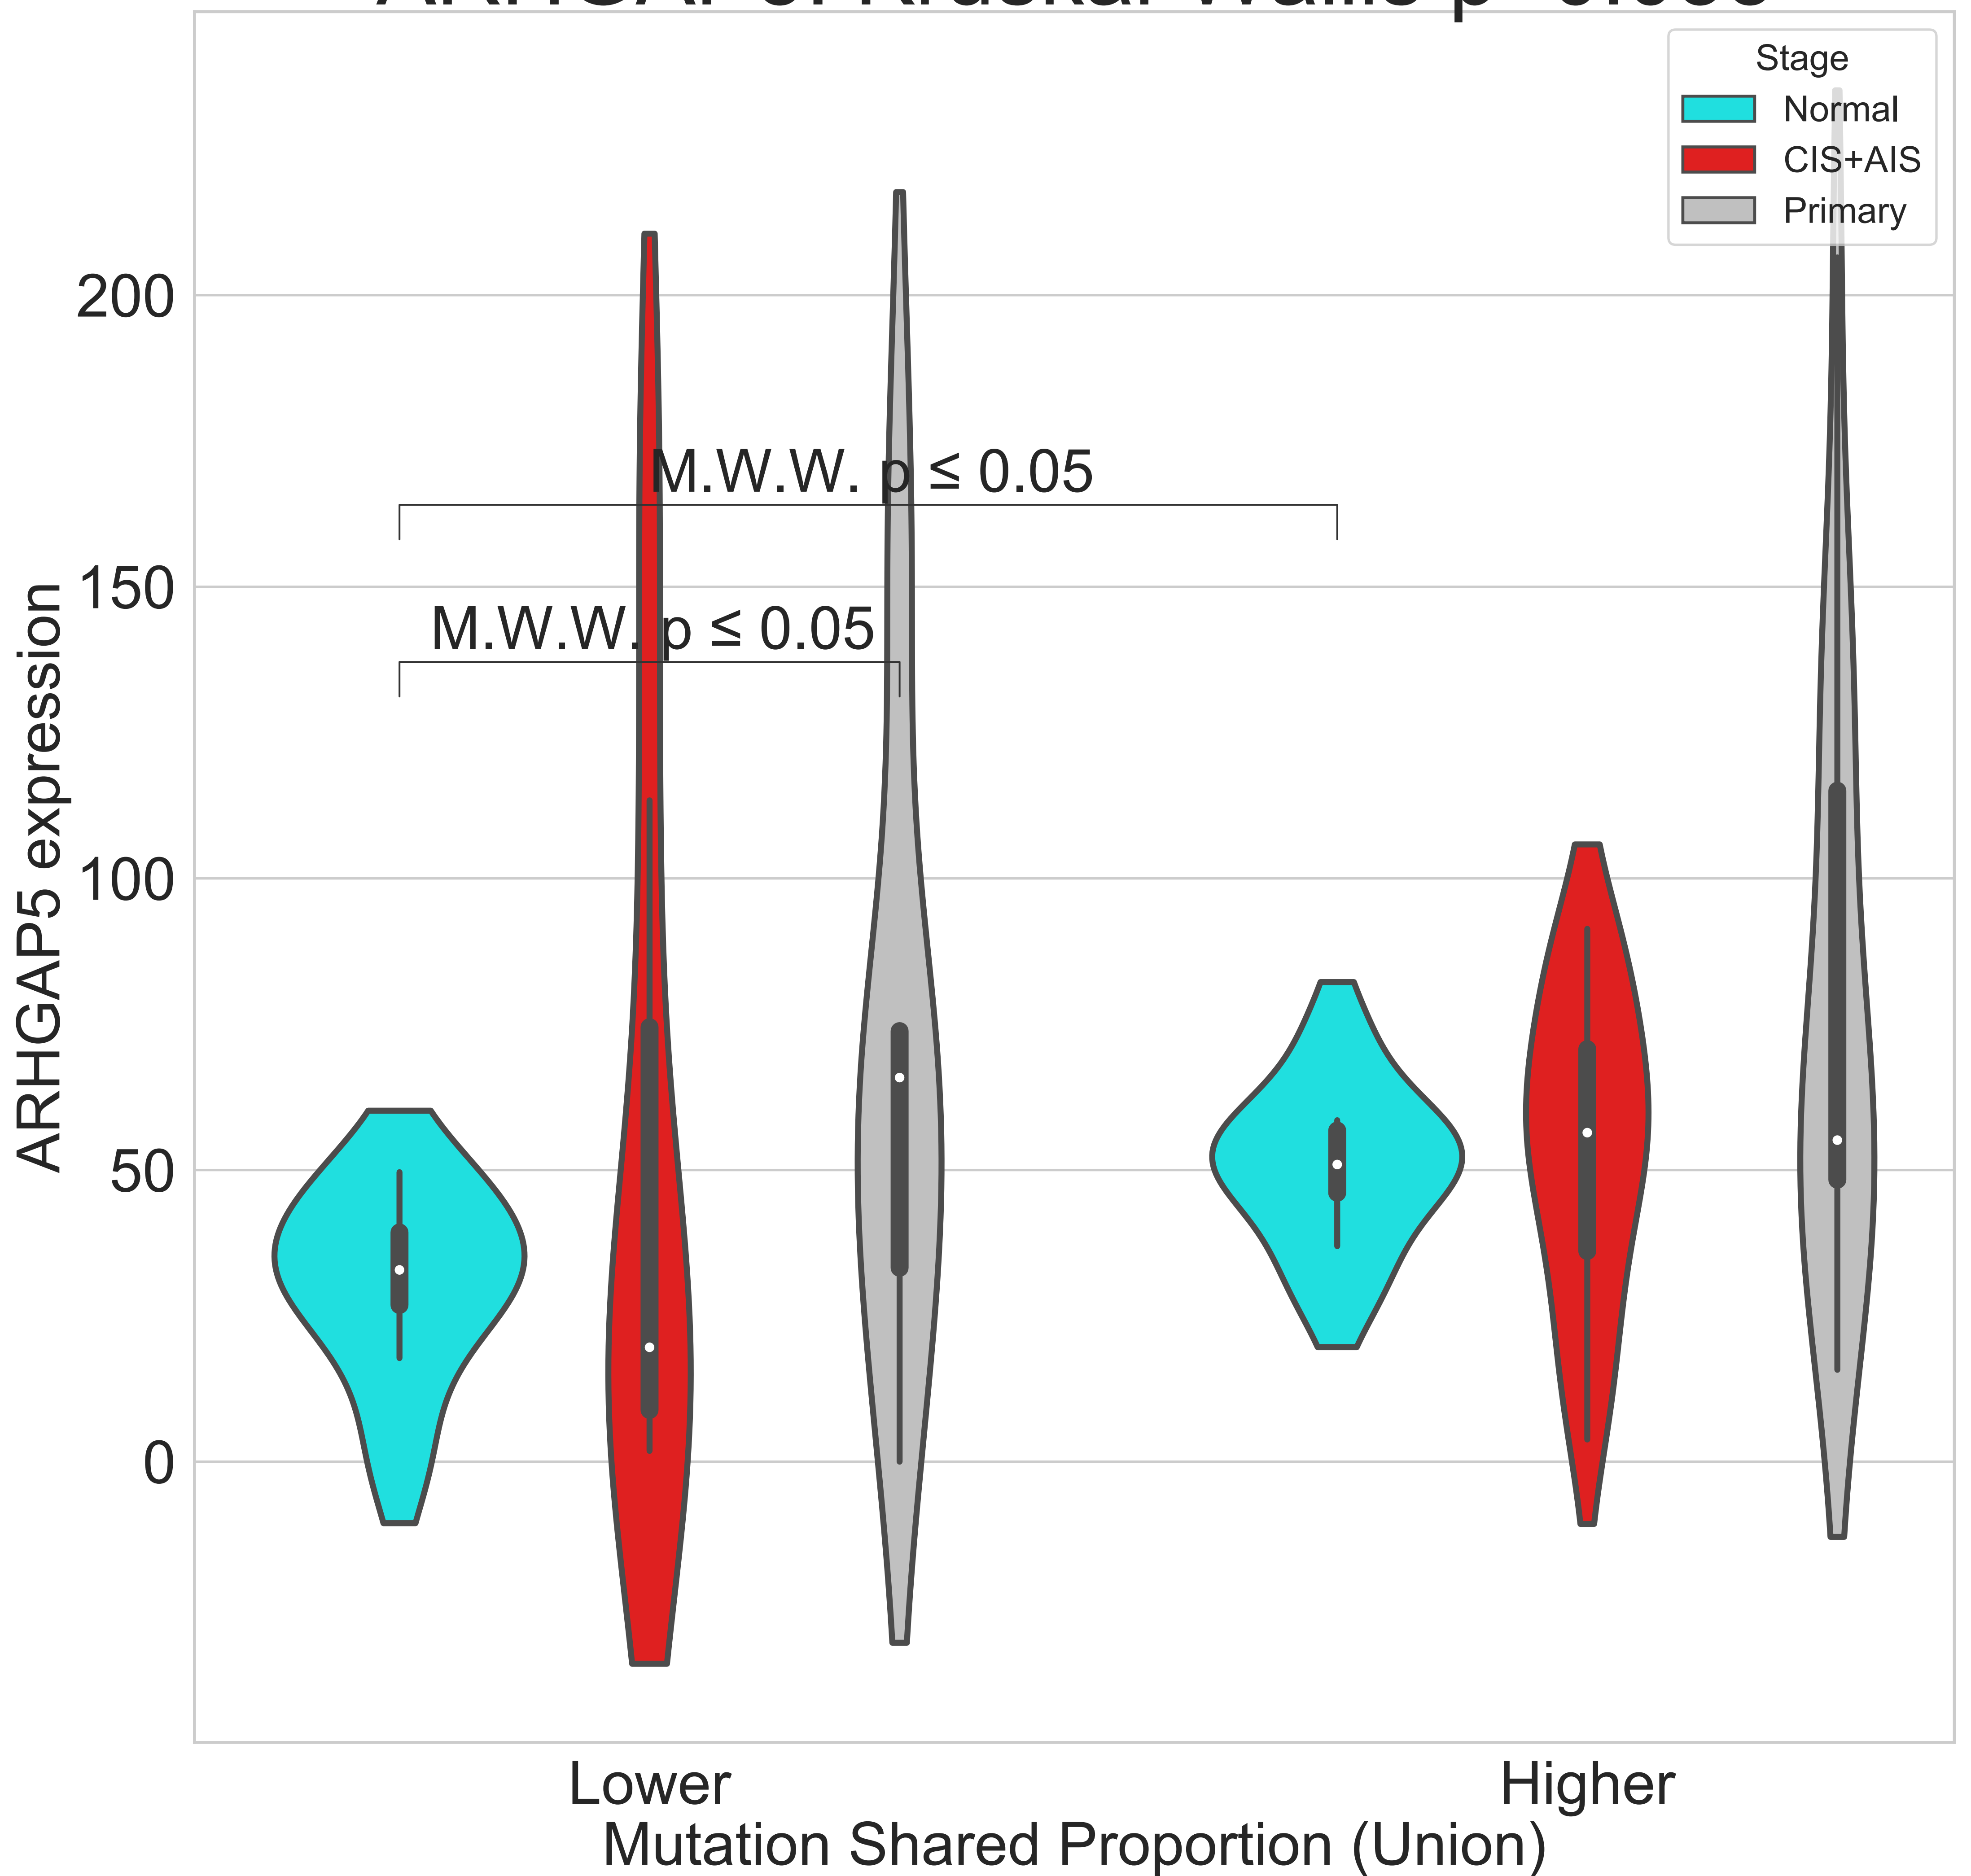 Stage
Normal
CIS+AIS
Primary
200
150
100
50
0
M.W.W. p ≤ 0.05
M.W.W. p ≤ 0.05
ARHGAP5 expression
Lower
Higher
Mutation Shared Proportion (Union)